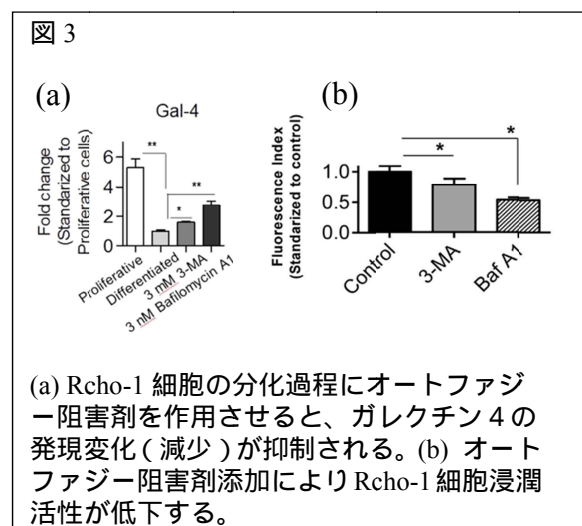 図 3
(a)
Gal-4
Fold change
(Standarized to
Proliferative cells)
6
4
2
0
**
**
*
Proliferative
Differentiated
3 mM 3-MA
3 nM Bafilomycin A1
(b)
Fluorescence Index
(Standarized to control)
1.0
0.5
0.0
*
*
Control
3-MA
Baf A1
(a) Rcho-1 細胞の分化過程にオートファジ
ー阻害剤を作用させると、ガレクチン４の
発現変化（減少）が抑制される。(b) オート
ファジー阻害剤添加により Rcho-1 細胞浸潤
活性が低下する。